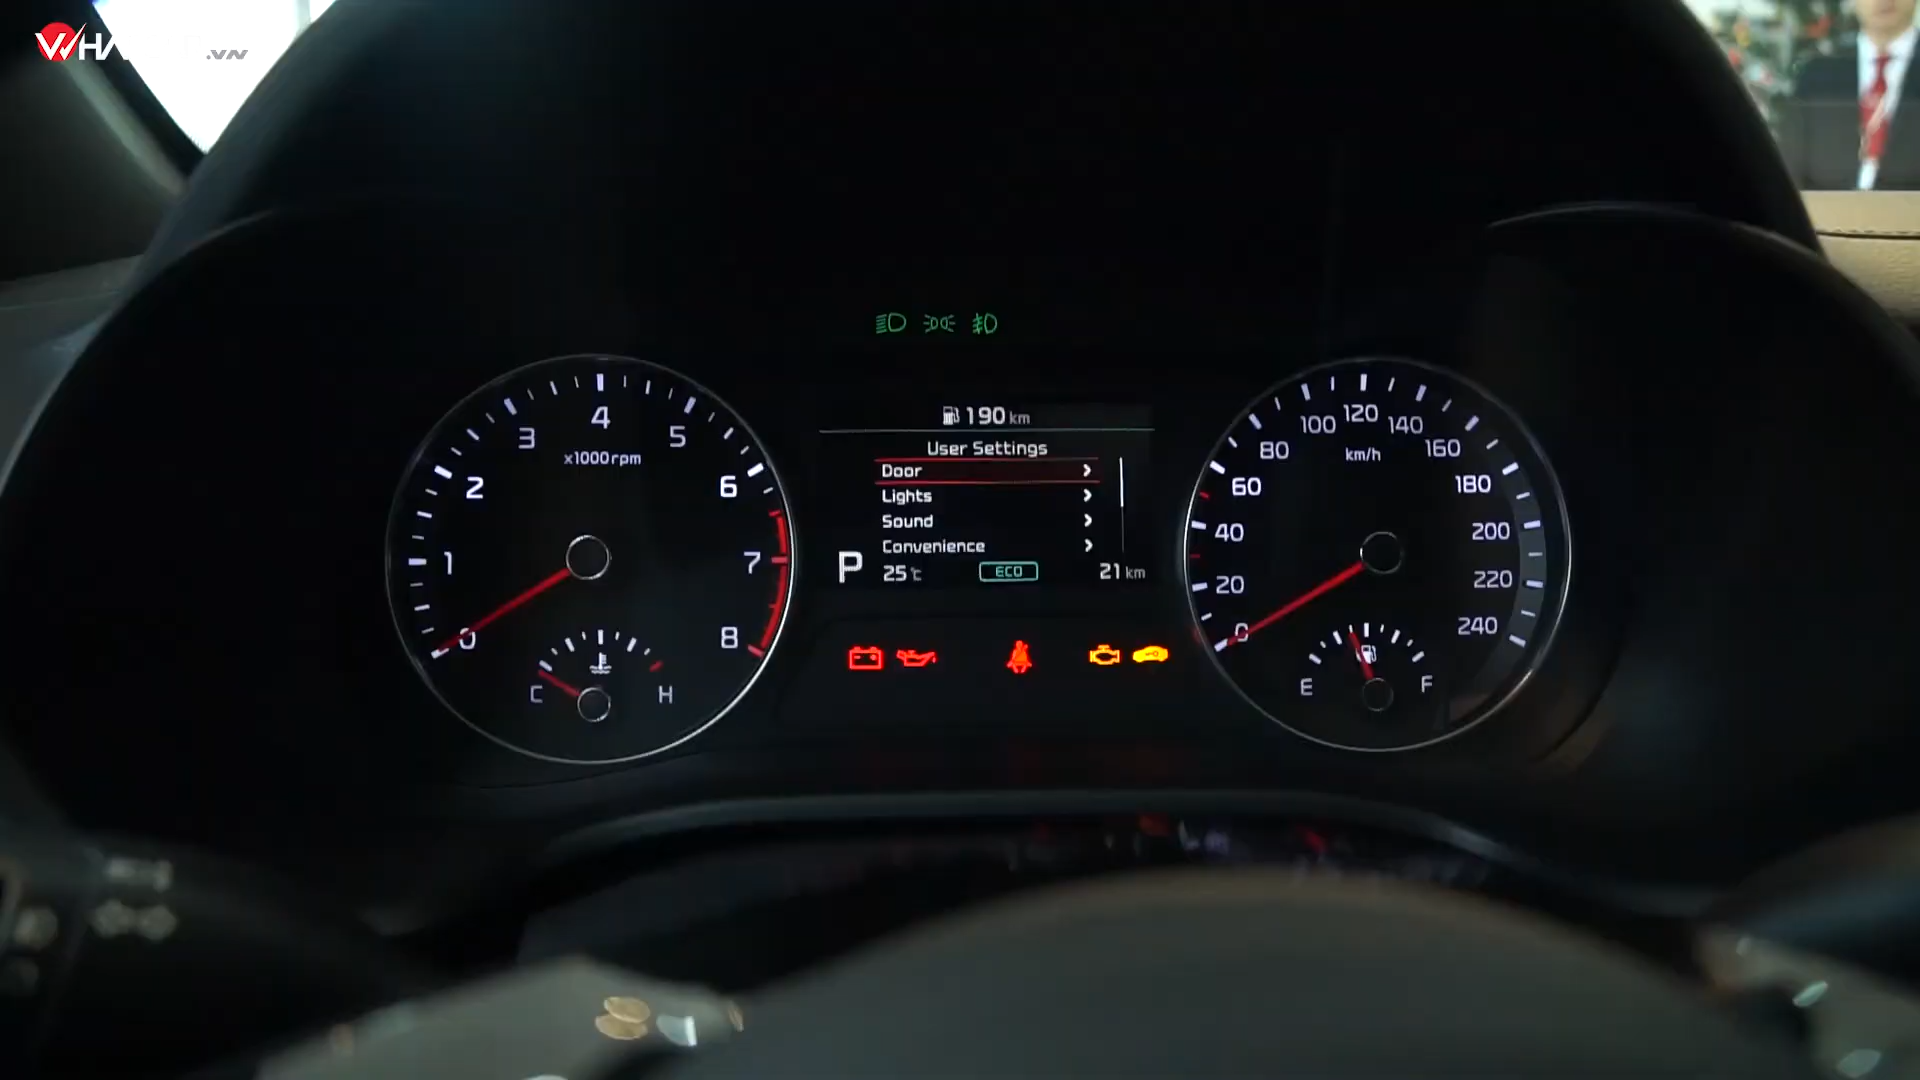 .VN
190 km
User Settings
Door
Lights
Sound
Convenience
P
25 °C
ECO
21 km
0
1
2
3
4
5
6
7
8
x1000rpm
C
H
0
20
40
60
80
100
120
140
160
180
200
220
240
km/h
E
F